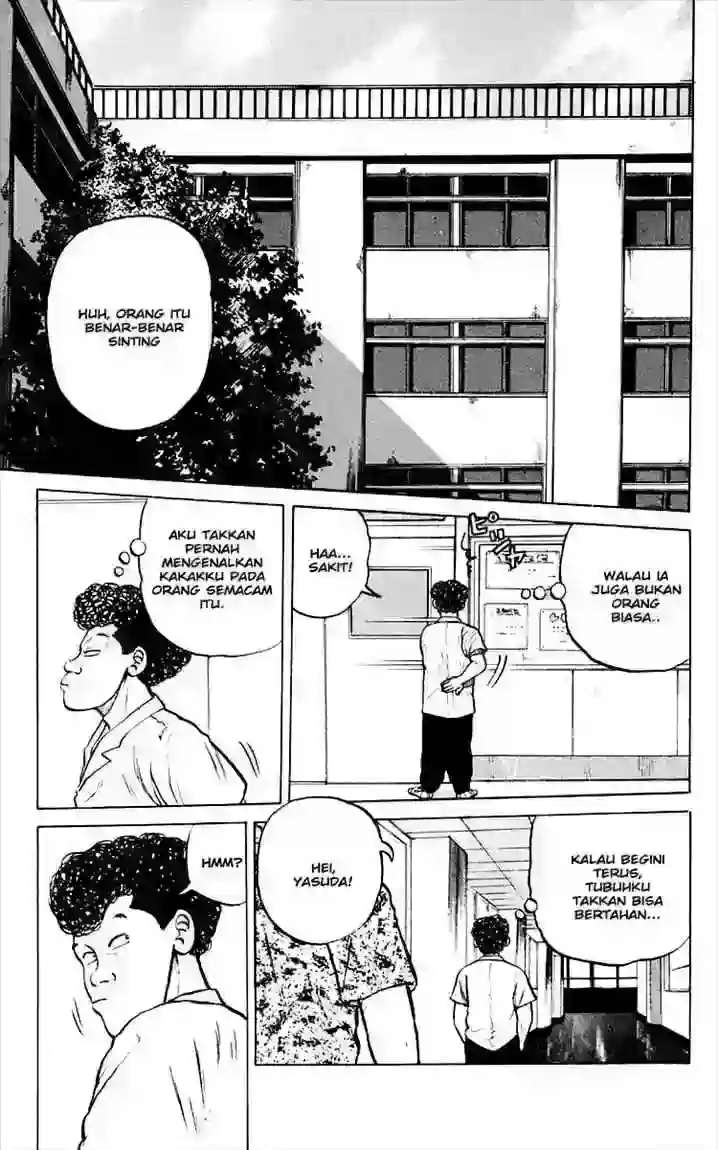 HUH, ORANG ITU
BENAR-BENAR
SINTING
WALAU IA
JUGA BUKAN
ORANG
BIASA..
HAA...
SAKIT!
AKU TAKKAN
PERNAH
MENGENALKAN
KAKAKKU PADA
ORANG SEMACAM
ITU.
KALAU BEGINI
TERUS,
TUBUHKU
TAKKAN BISA
BERTAHAN...
HEI,
YASUDA!
HMM?